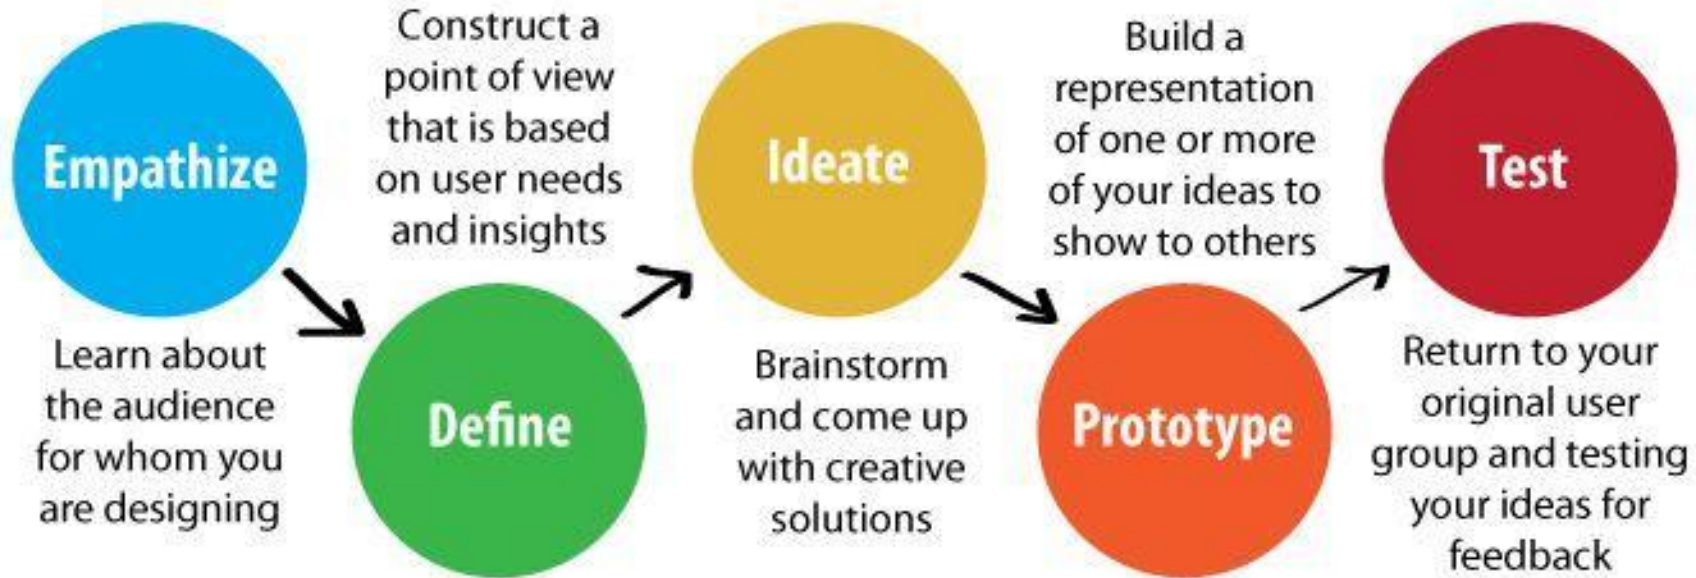 Empathize
Learn about
the audience
for whom you
are designing
Construct a
point of view
that is based
on user needs
and insights
Define
Ideate
Brainstorm
and come up
with creative
solutions
Build a
representation
of one or more
of your ideas to
show to others
Prototype
Test
Return to your
original user
group and testing
your ideas for
feedback